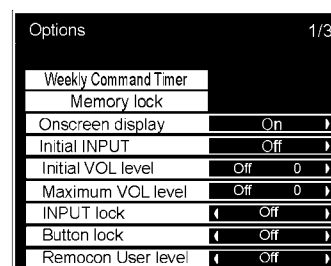 Options 1/3
Weekly Command Timer
Memory lock
Onscreen display On
Initial INPUT Off
Initial VOL level Off 0
Maximum VOL level Off 0
INPUT lock Off
Button lock Off
Remocon User level Off